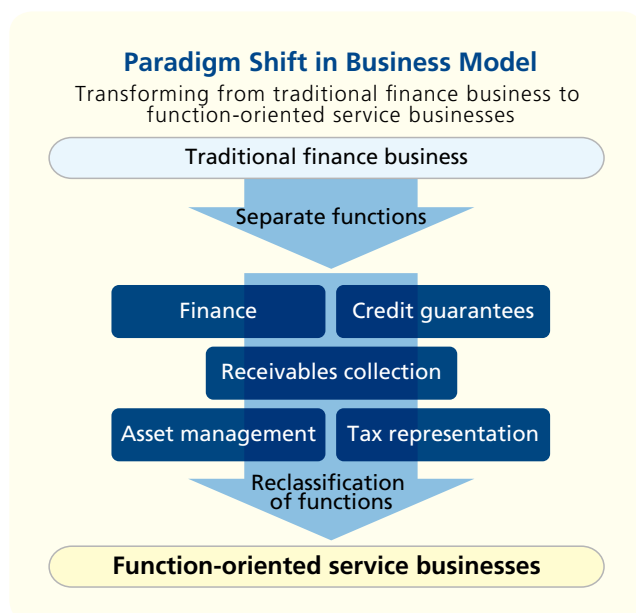 Paradigm Shift in Business Model
Transforming from traditional finance business to
function-oriented service businesses
Traditional finance business
Separate functions
Finance
Credit guarantees
Receivables collection
Asset management
Tax representation
Reclassification
of functions
Function-oriented service businesses